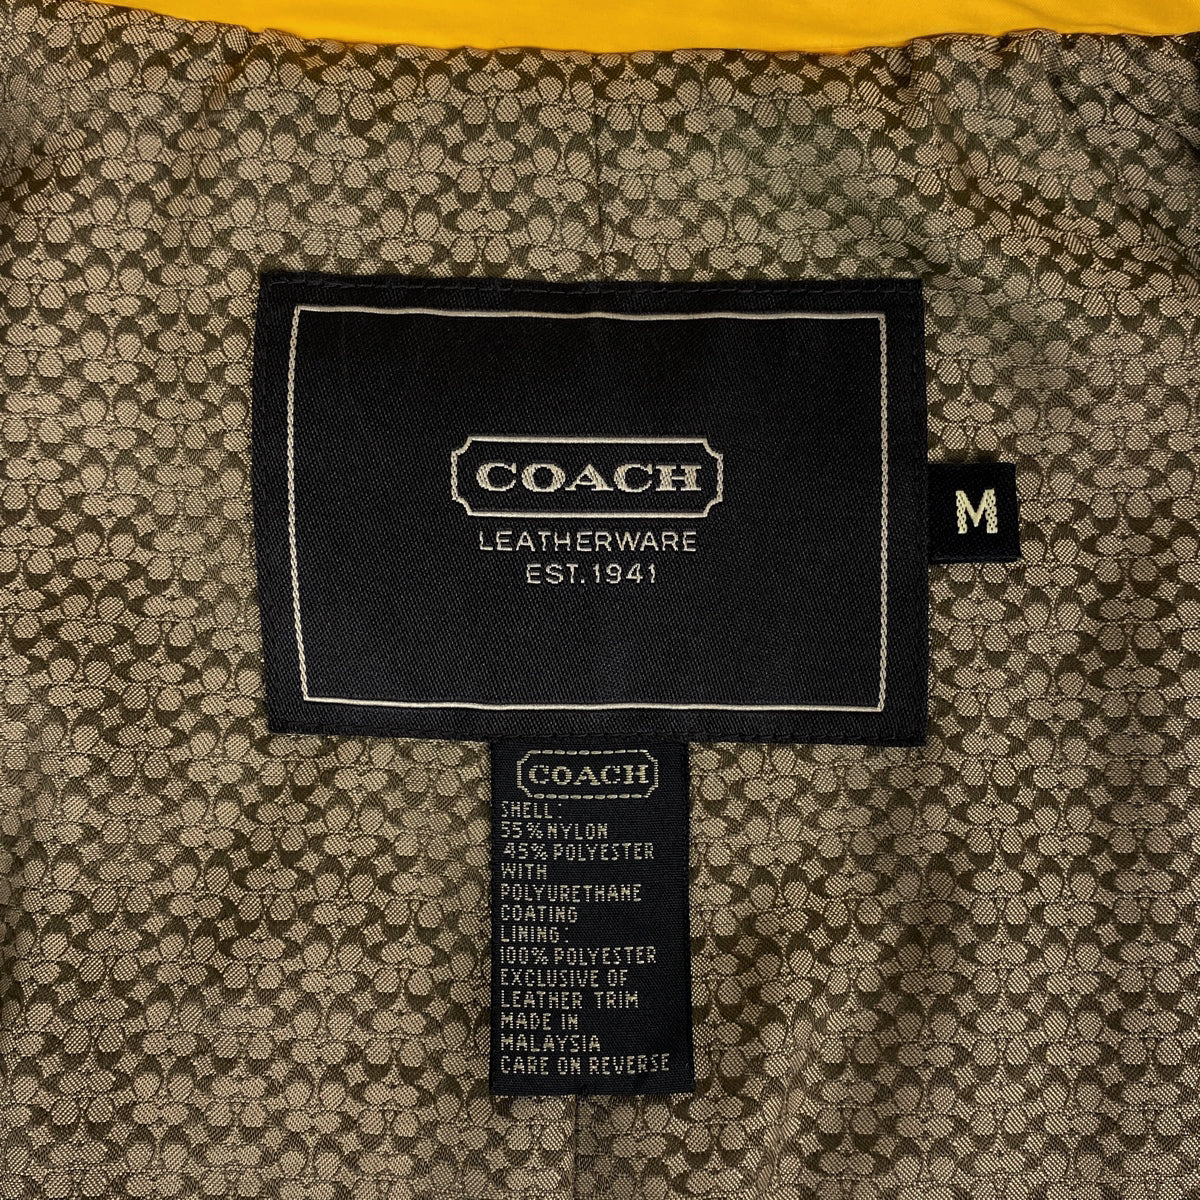 COACH
LEATHERWARE
EST. 1941
M
COACH
SHELL:
55% NYLON
45% POLYESTER
WITH
POLYURETHANE
COATING
LINING:
100% POLYESTER
EXCLUSIVE OF
LEATHER TRIM
MADE IN
MALAYSIA
CARE ON REVERSE